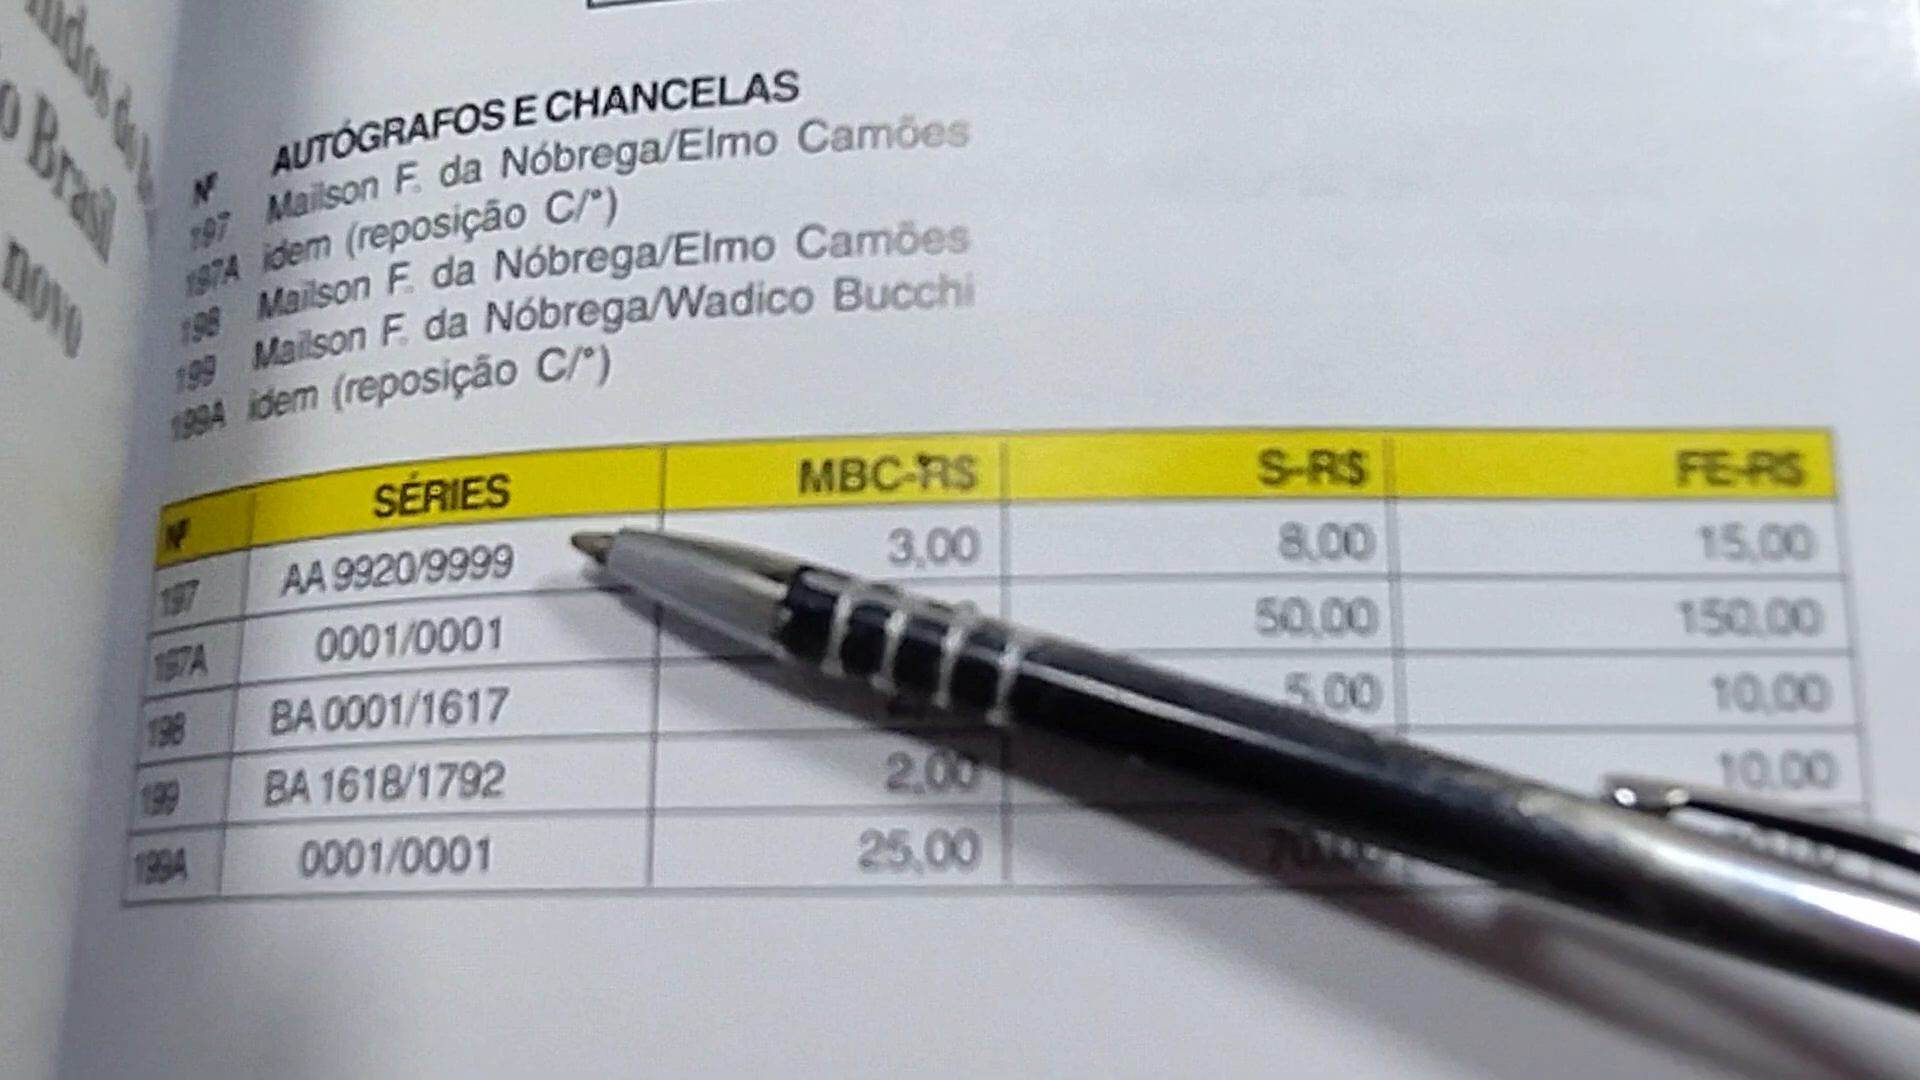 o Brasil
novo
Nº AUTÓGRAFOS E CHANCELAS
197 Mailson F. da Nóbrega/Elmo Camões
197A idem (reposição C/*)
198 Mailson F. da Nóbrega/Elmo Camões
199 Mailson F. da Nóbrega/Wadico Bucchi
199A idem (reposição C/*)
Nº SÉRIES MBC-R$ S-R$ FE-R$
197 AA 9920/9999 3,00 8,00 15,00
197A 0001/0001 50,00 150,00
198 BA 0001/1617 5,00 10,00
199 BA 1618/1792 2,00 10,00
199A 0001/0001 25,00